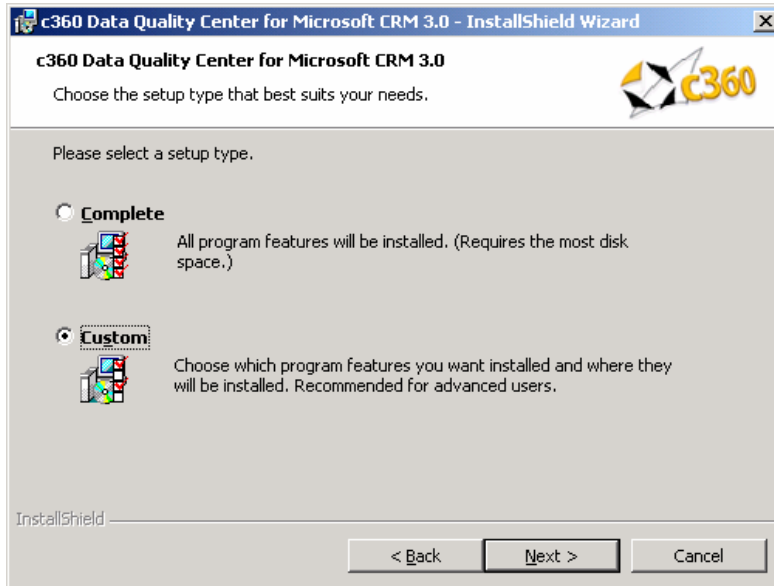 c360 Data Quality Center for Microsoft CRM 3.0 - InstallShield Wizard
c360 Data Quality Center for Microsoft CRM 3.0
Choose the setup type that best suits your needs.
c360
Please select a setup type.
Complete
All program features will be installed. (Requires the most disk
space.)
Custom
Choose which program features you want installed and where they
will be installed. Recommended for advanced users.
InstallShield
< Back Next > Cancel